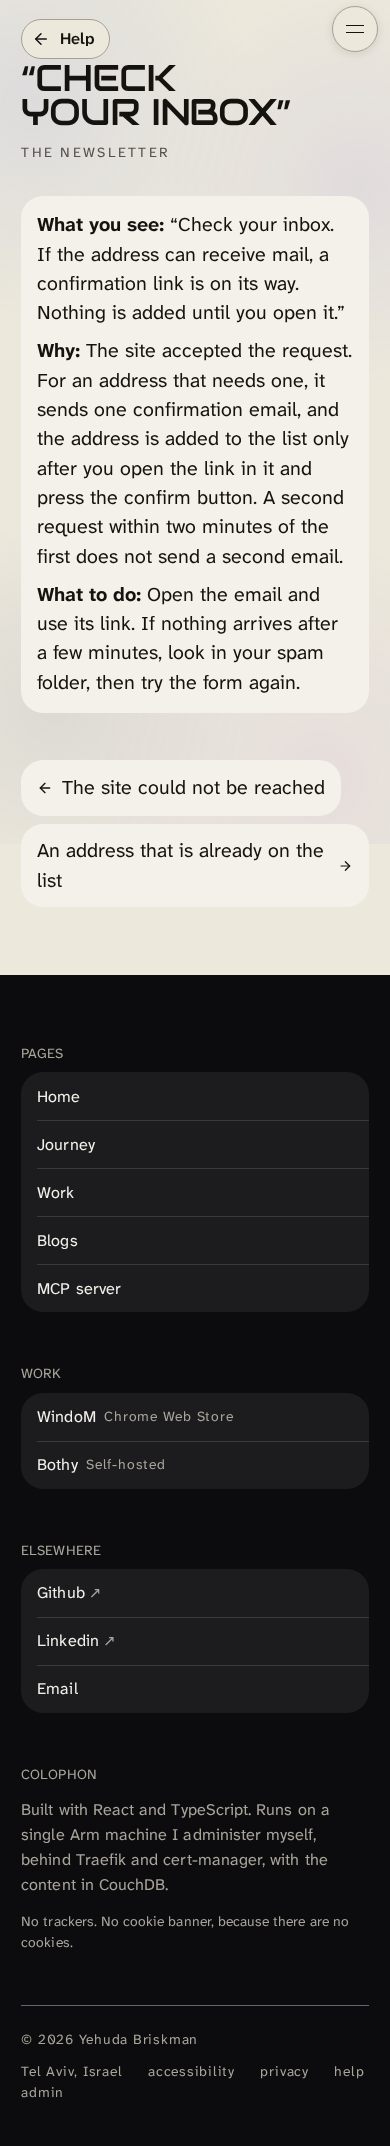 ← Help
“CHECK
YOUR INBOX”
THE NEWSLETTER
What you see: “Check your inbox.
If the address can receive mail, a
confirmation link is on its way.
Nothing is added until you open it.”
Why: The site accepted the request.
For an address that needs one, it
sends one confirmation email, and
the address is added to the list only
after you open the link in it and
press the confirm button. A second
request within two minutes of the
first does not send a second email.
What to do: Open the email and
use its link. If nothing arrives after
a few minutes, look in your spam
folder, then try the form again.
← The site could not be reached
An address that is already on the
list →
PAGES
Home
Journey
Work
Blogs
MCP server
WORK
WindoM Chrome Web Store
Bothy Self-hosted
ELSEWHERE
Github ↗
Linkedin ↗
Email
COLOPHON
Built with React and TypeScript. Runs on a
single Arm machine I administer myself,
behind Traefik and cert-manager, with the
content in CouchDB.
No trackers. No cookie banner, because there are no
cookies.
© 2026 Yehuda Briskman
Tel Aviv, Israel accessibility privacy help
admin